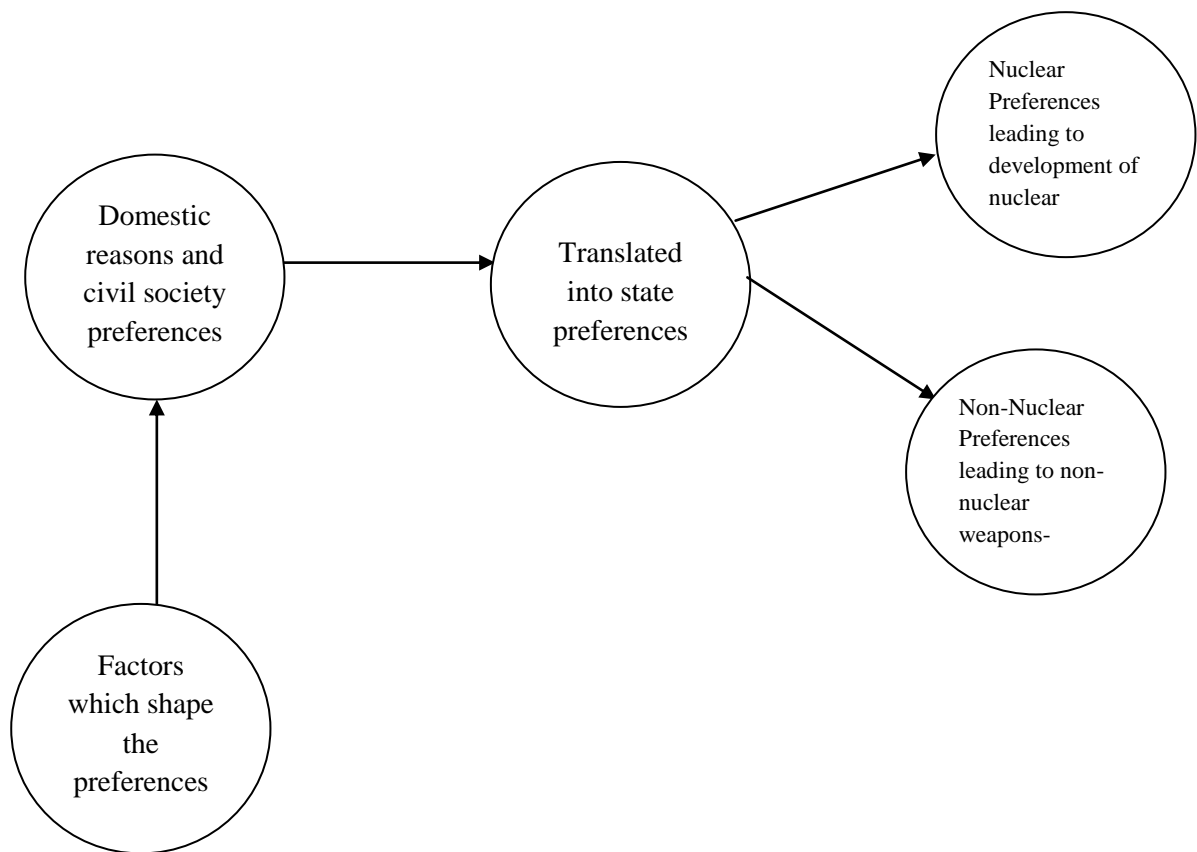 Domestic
reasons and
civil society
preferences
Translated
into state
preferences
Nuclear
Preferences
leading to
development of
nuclear
Non-Nuclear
Preferences
leading to non-
nuclear
weapons-
Factors
which shape
the
preferences